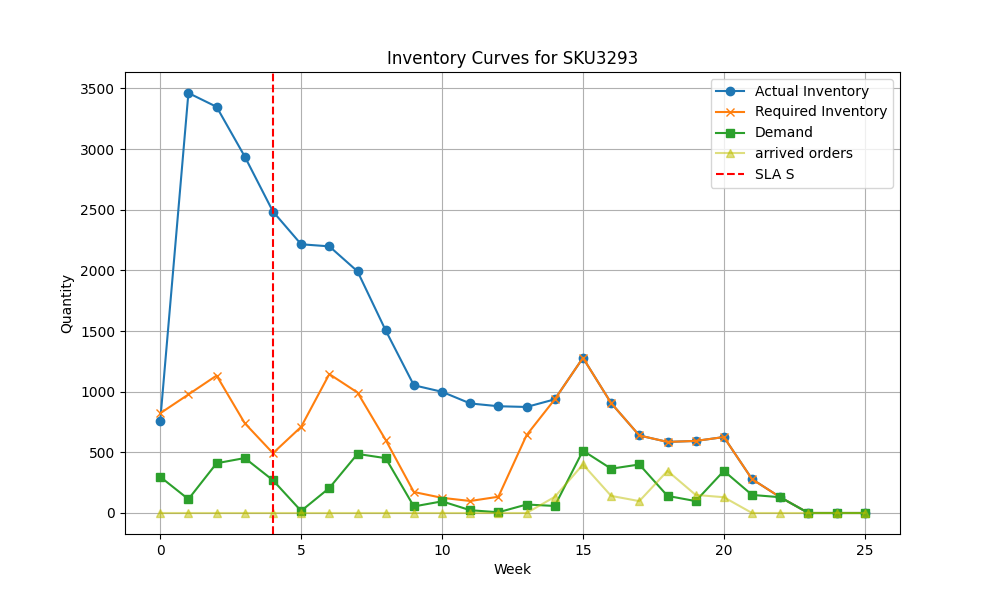 Inventory Curves for SKU3293
Actual Inventory
Required Inventory
Demand
arrived orders
SLA S
Quantity
3500
3000
2500
2000
1500
1000
500
0
0
5
10
15
20
25
Week